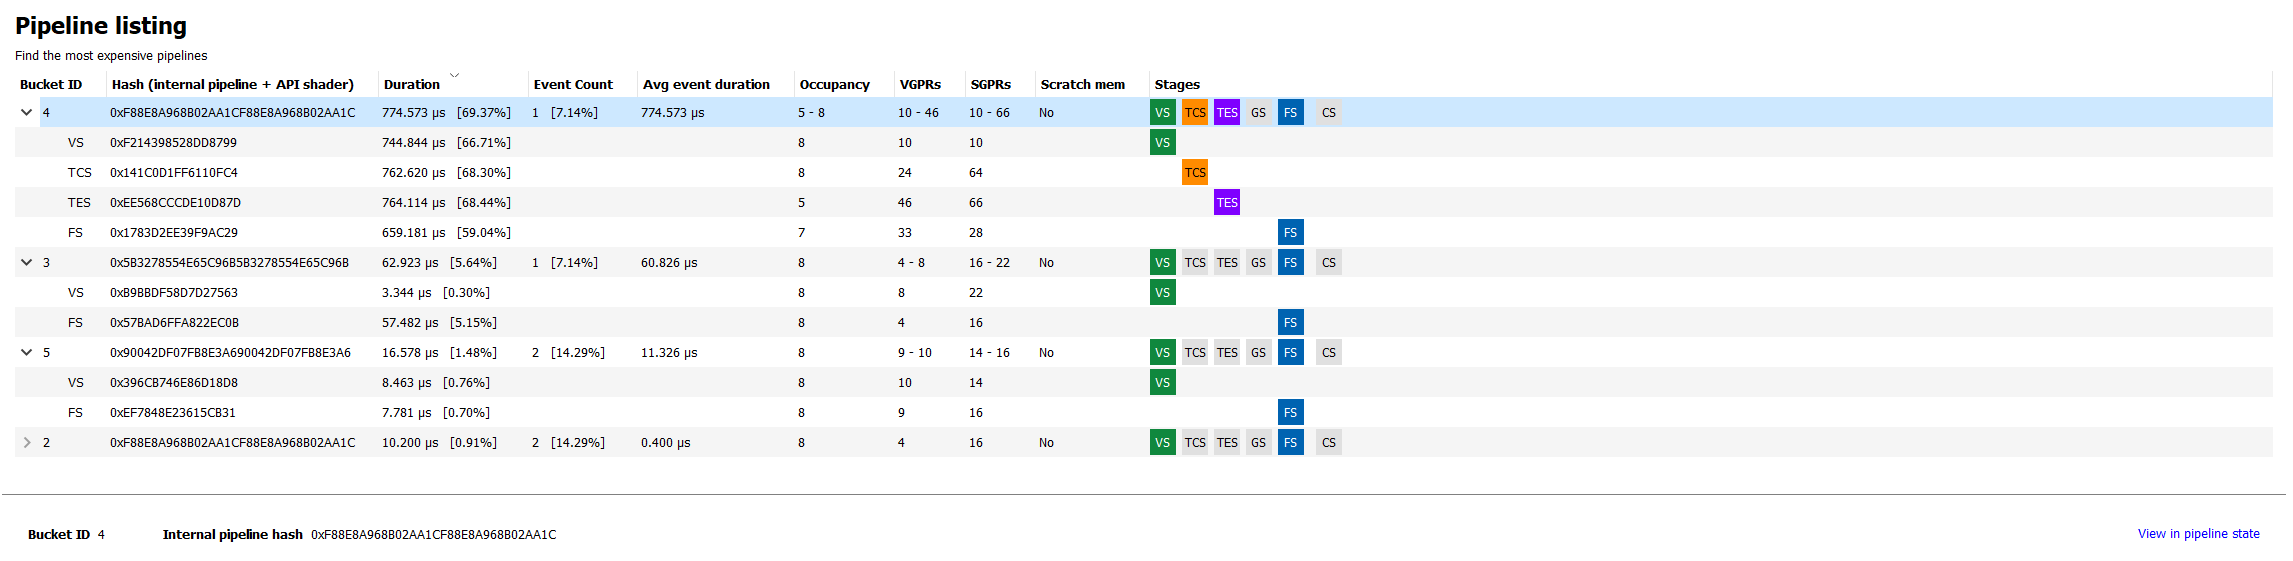 Pipeline listing
Find the most expensive pipelines
Bucket ID Hash (internal pipeline + API shader) Duration Event Count Avg event duration Occupancy VGPRs SGPRs Scratch mem Stages
4 0xF88E8A968B02AA1CF88E8A968B02AA1C 774.573 µs [69.37%] 1 [7.14%] 774.573 µs 5 - 8 10 - 46 10 - 66 No VS TCS TES GS FS CS
VS 0xF214398528DD8799 744.844 µs [66.71%] 8 10 10 VS
TCS 0x141C0D1FF6110FC4 762.620 µs [68.30%] 8 24 64 TCS
TES 0xEE568CCCDE10D87D 764.114 µs [68.44%] 5 46 66 TES
FS 0x1783D2EE39F9AC29 659.181 µs [59.04%] 7 33 28 FS
3 0x5B3278554E65C96B5B3278554E65C96B 62.923 µs [5.64%] 1 [7.14%] 60.826 µs 8 4 - 8 16 - 22 No VS TCS TES GS FS CS
VS 0xB9BBDF58D7D27563 3.344 µs [0.30%] 8 8 22 VS
FS 0x57BAD6FFA822EC0B 57.482 µs [5.15%] 8 4 16 FS
5 0x90042DF07FB8E3A690042DF07FB8E3A6 16.578 µs [1.48%] 2 [14.29%] 11.326 µs 8 9 - 10 14 - 16 No VS TCS TES GS FS CS
VS 0x396CB746E86D18D8 8.463 µs [0.76%] 8 10 14 VS
FS 0xEF7848E23615CB31 7.781 µs [0.70%] 8 9 16 FS
2 0xF88E8A968B02AA1CF88E8A968B02AA1C 10.200 µs [0.91%] 2 [14.29%] 0.400 µs 8 4 16 No VS TCS TES GS FS CS
Bucket ID 4 Internal pipeline hash 0xF88E8A968B02AA1CF88E8A968B02AA1C View in pipeline state